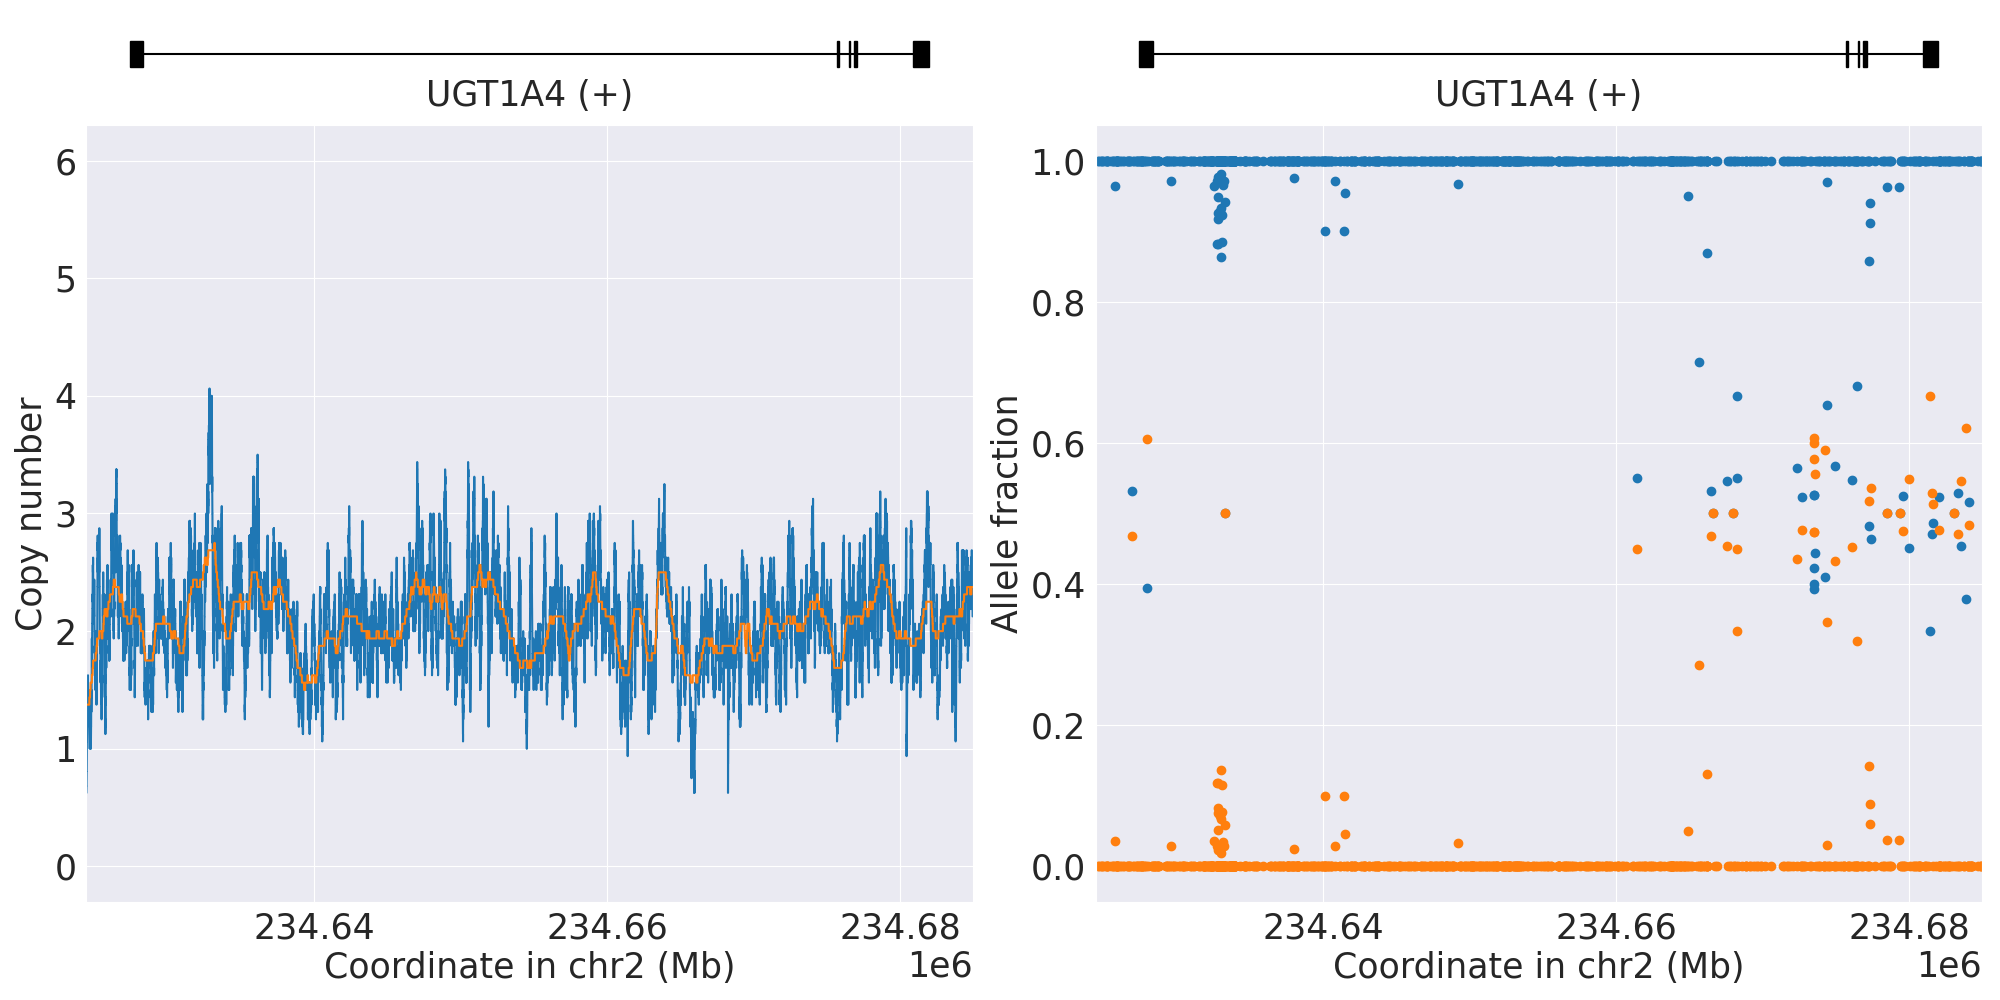 UGT1A4 (+)
6
5
4
3
2
1
0
Copy number
234.64 234.66 234.68
Coordinate in chr2 (Mb) 1e6
UGT1A4 (+)
1.0
0.8
0.6
0.4
0.2
0.0
Allele fraction
234.64 234.66 234.68
Coordinate in chr2 (Mb) 1e6